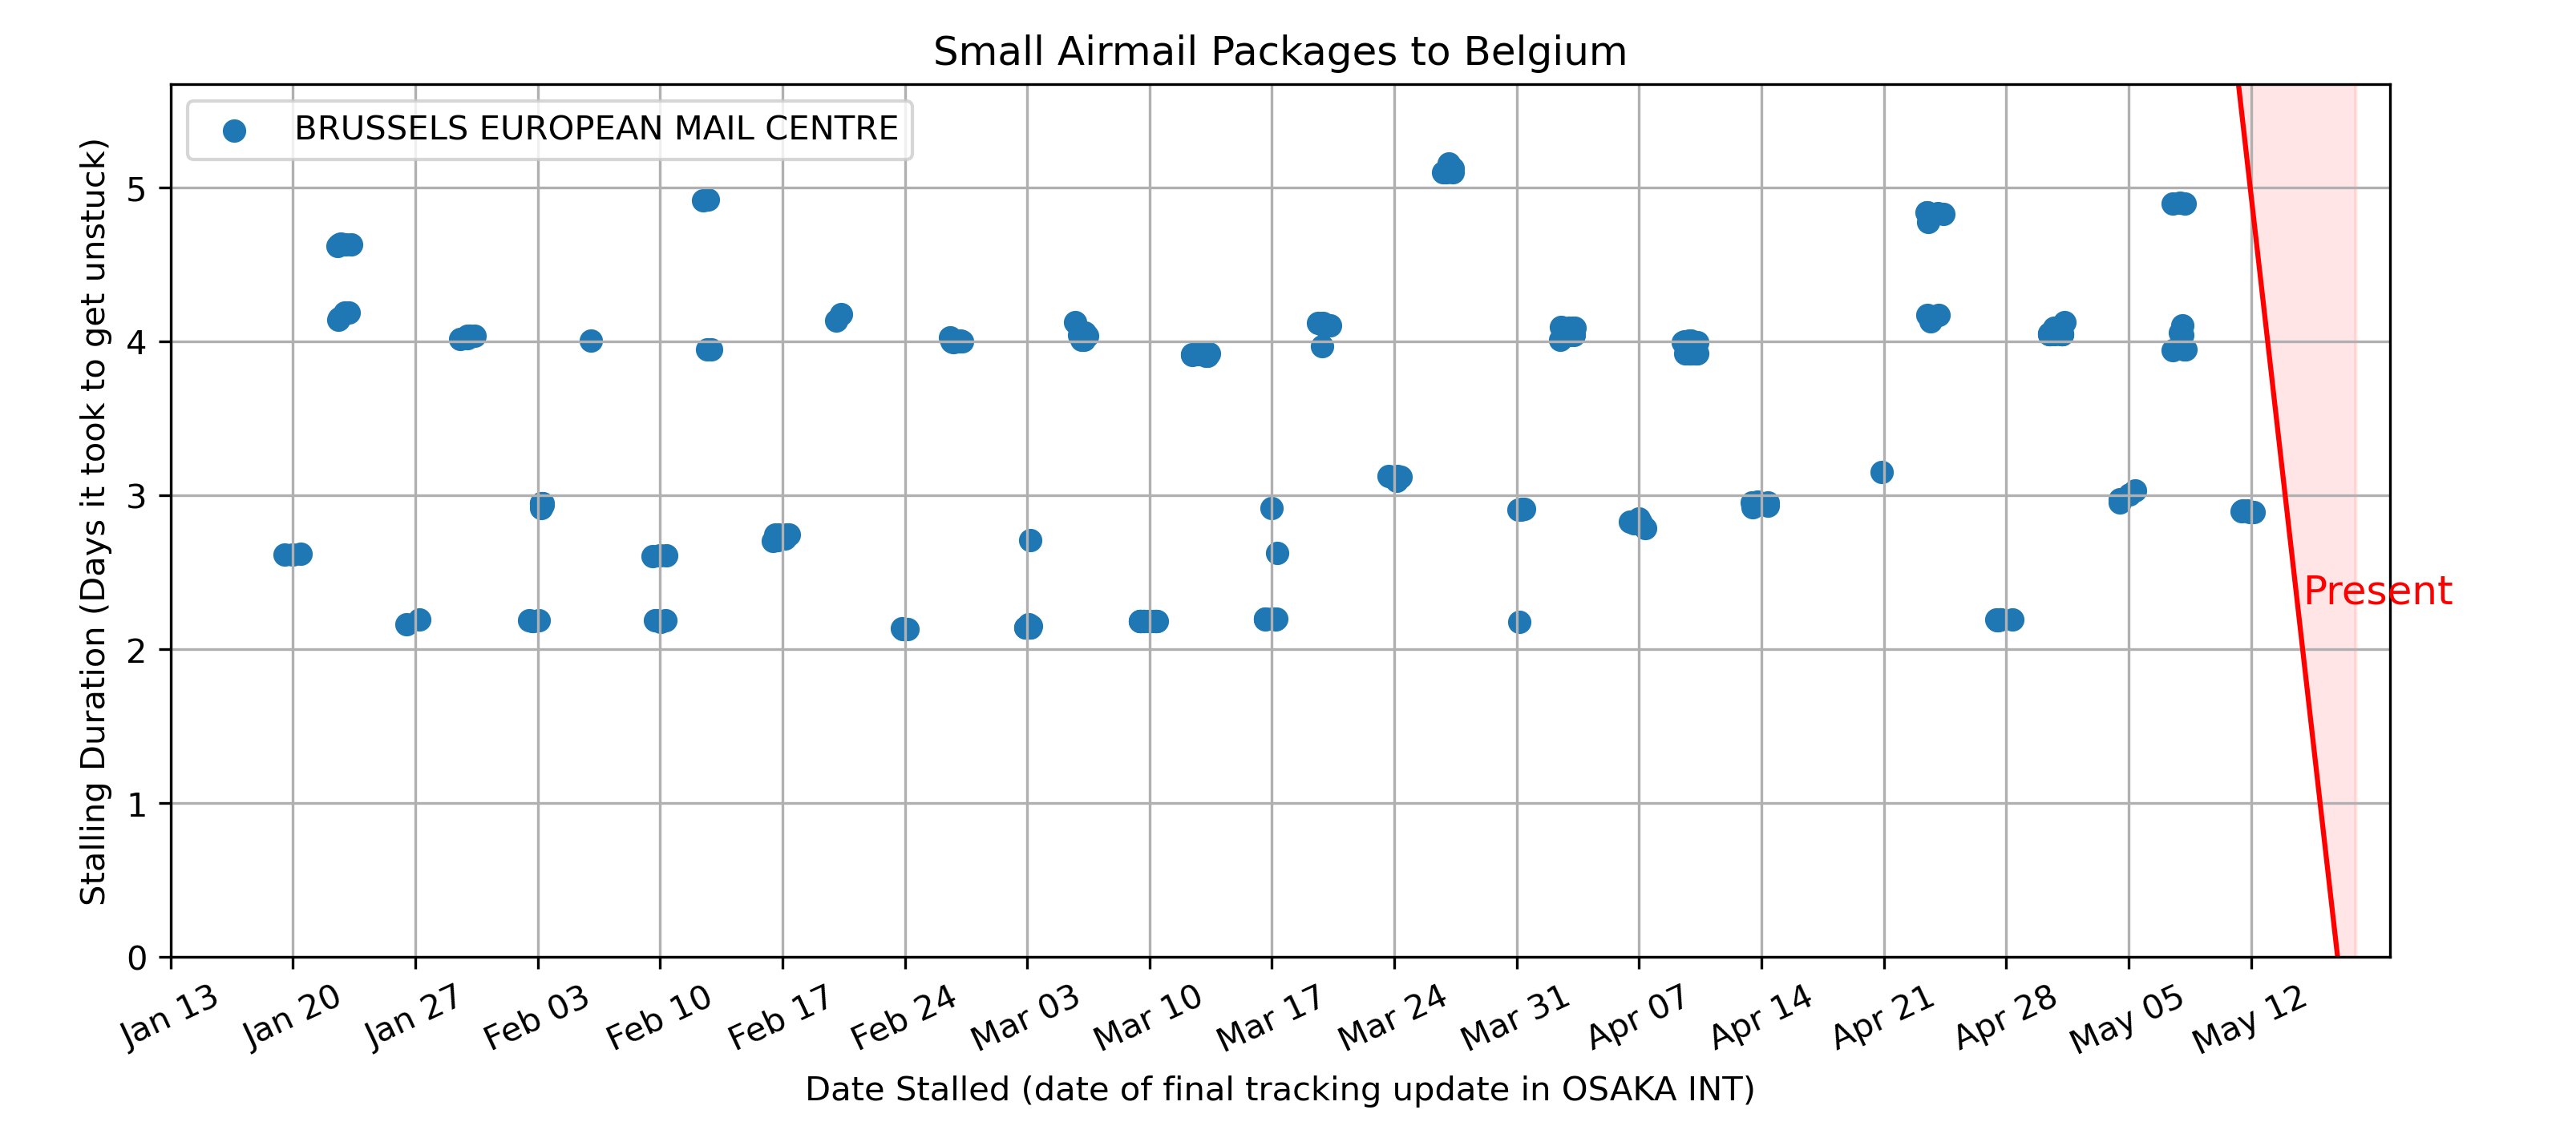 Small Airmail Packages to Belgium
BRUSSELS EUROPEAN MAIL CENTRE
Stalling Duration (Days it took to get unstuck)
5
4
3
2
1
0
Present
Jan 13
Jan 20
Jan 27
Feb 03
Feb 10
Feb 17
Feb 24
Mar 03
Mar 10
Mar 17
Mar 24
Mar 31
Apr 07
Apr 14
Apr 21
Apr 28
May 05
May 12
Date Stalled (date of final tracking update in OSAKA INT)